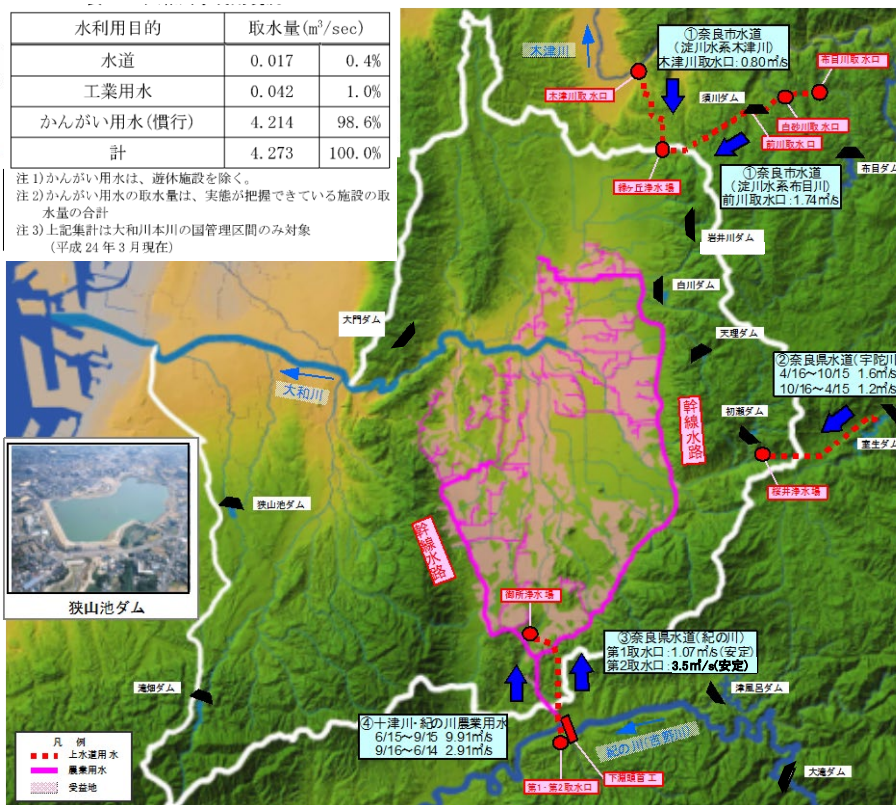 水利用目的 取水量(m³/sec)
水道 0.017 0.4%
工業用水 0.042 1.0%
かんがい用水(慣行) 4.214 98.6%
計 4.273 100.0%
注1)かんがい用水は、遊休施設を除く。
注2)かんがい用水の取水量は、実態が把握できている施設の取
水量の合計
注3)上記集計は大和川本川の国管理区間のみ対象
(平成24年3月現在)
木津川
①奈良市水道
(淀川水系木津川)
木津川取水口:0.80㎥/s
布目川取水口
木津川取水口
須川ダム
白砂川取水口
前川取水口
布目ダム
緑ヶ丘浄水場
①奈良市水道
(淀川水系布目川)
前川取水口:1.74㎥/s
岩井川ダム
白川ダム
大門ダム
天理ダム
②奈良県水道(宇陀川
4/16～10/15 1.6㎥/s
10/16～4/15 1.2㎥/s
大和川
幹線水路
初瀬ダム
室生ダム
桜井浄水場
狭山池ダム
狭山池ダム
幹線水路
御所浄水場
③奈良県水道(紀の川)
第1取水口:1.07㎥/s(安定)
第2取水口:3.5㎥/s(安定)
滝畑ダム
津風呂ダム
④十津川・紀の川農業用水
6/15～9/15 9.91㎥/s
9/16～6/14 2.91㎥/s
紀の川(吉野川)
凡例
上水道用水
農業用水
受益地
第1・第2取水口
下渕頭首工
大滝ダム